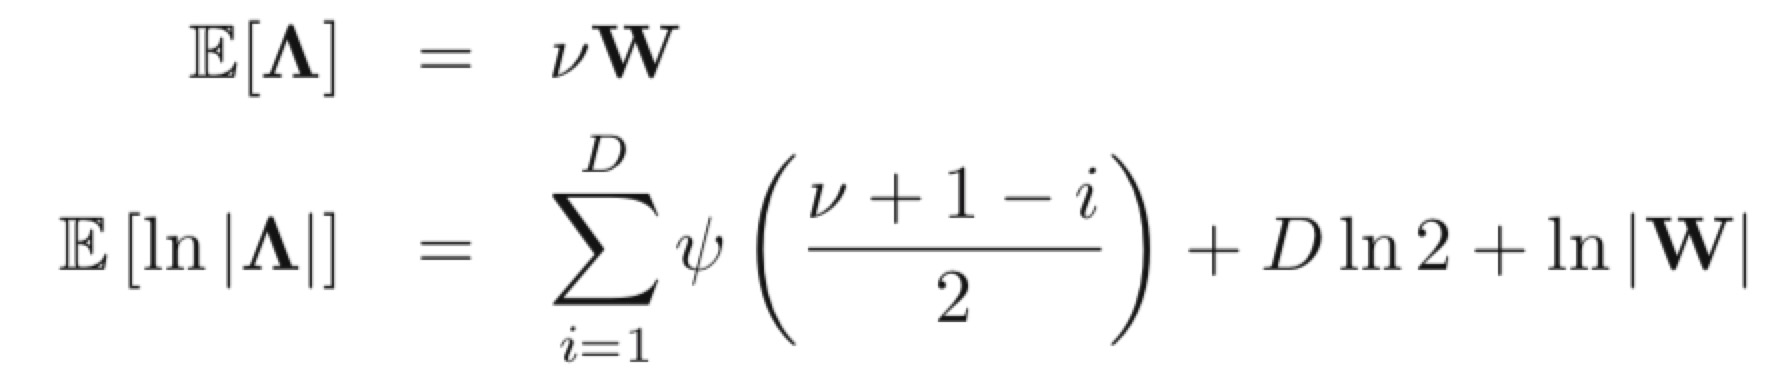 𝔼[𝚲] = ν𝐖
𝔼[ln|𝚲|] = ∑_{i=1}^{D} ψ((ν + 1 − i)/2) + D ln 2 + ln|𝐖|